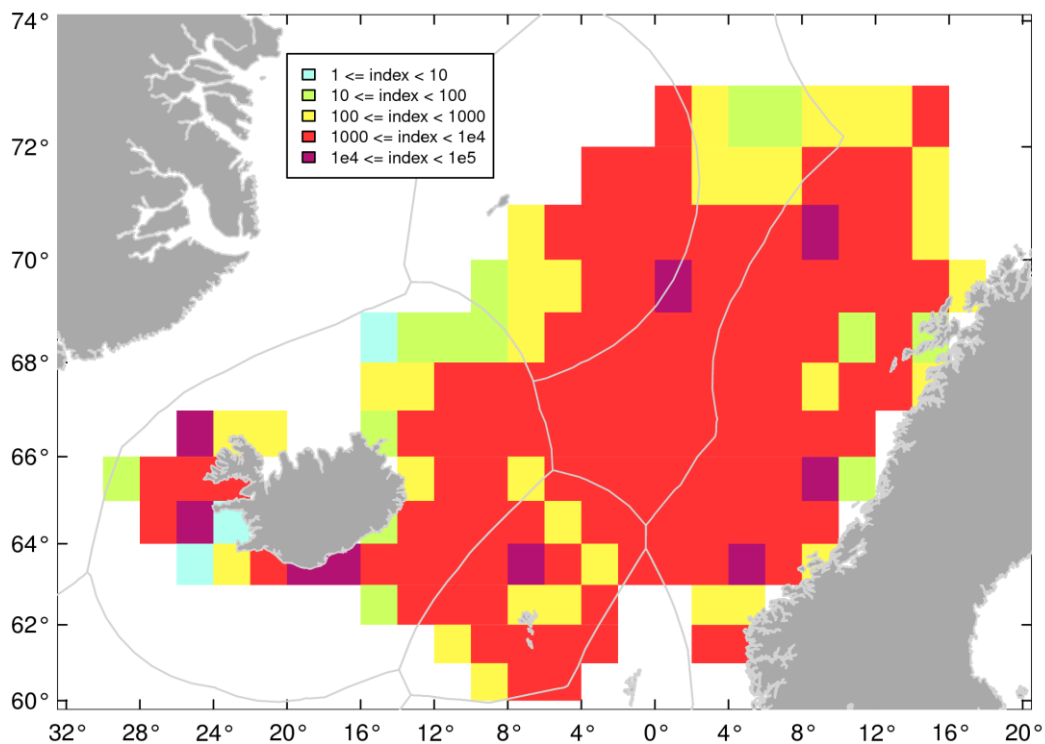 74°
72°
70°
68°
66°
64°
62°
60°
1 <= index < 10
10 <= index < 100
100 <= index < 1000
1000 <= index < 1e4
1e4 <= index < 1e5
32° 28° 24° 20° 16° 12° 8° 4° 0° 4° 8° 12° 16° 20°